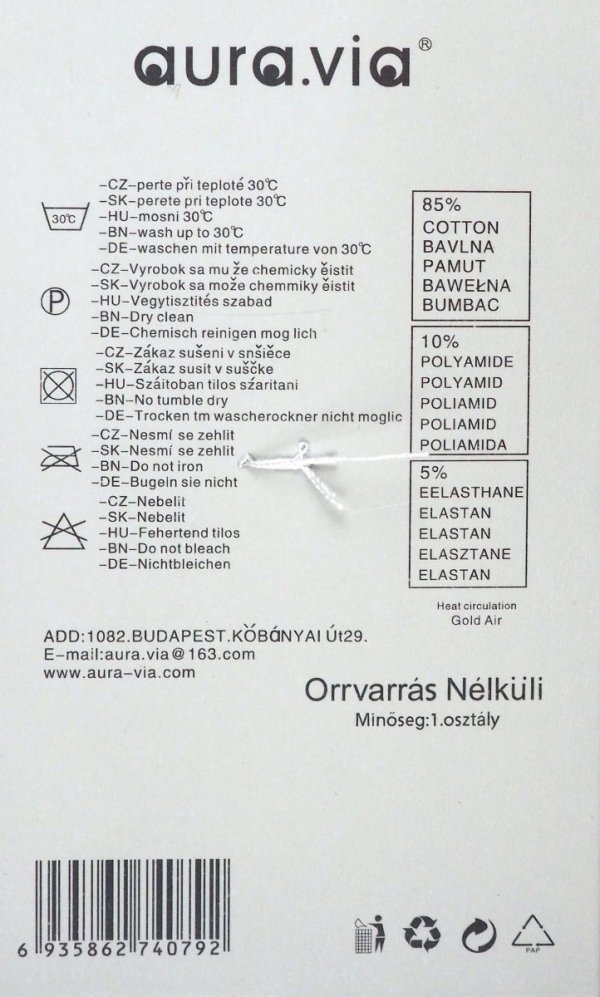 aura.via®
30℃
-CZ-perte při teploté 30℃
-SK-perete pri teplote 30℃
-HU-mosni 30℃
-BN-wash up to 30℃
-DE-waschen mit temperature von 30℃
P
-CZ-Vyrobok sa mu že chemicky ěistit
-SK-Vyrobok sa može chemmiky ěistit
-HU-Vegytisztités szabad
-BN-Dry clean
-DE-Chemisch reinigen mog lich
-CZ-Zákaz sušeni v snšiěce
-SK-Zákaz susit v suščke
-HU-Száitoban tilos szaritani
-BN-No tumble dry
-DE-Trocken tm wascherockner nicht moglic
-CZ-Nesmí se zehlit
-SK-Nesmí se zehlit
-BN-Do not iron
-DE-Bugeln sie nicht
-CZ-Nebelit
-SK-Nebelit
-HU-Fehertend tilos
-BN-Do not bleach
-DE-Nichtbleichen
85%
COTTON
BAVLNA
PAMUT
BAWEŁNA
BUMBAC
10%
POLYAMIDE
POLYAMID
POLIAMID
POLIAMID
POLIAMIDA
5%
EELASTHANE
ELASTAN
ELASTAN
ELASZTANE
ELASTAN
Heat circulation
Gold Air
ADD:1082.BUDAPEST.KŐBÁNYAI Út29.
E-mail:aura.via@163.com
www.aura-via.com
Orrvarrás Nélküli
Minőseg:1.osztály
6 935862 740792
PAP